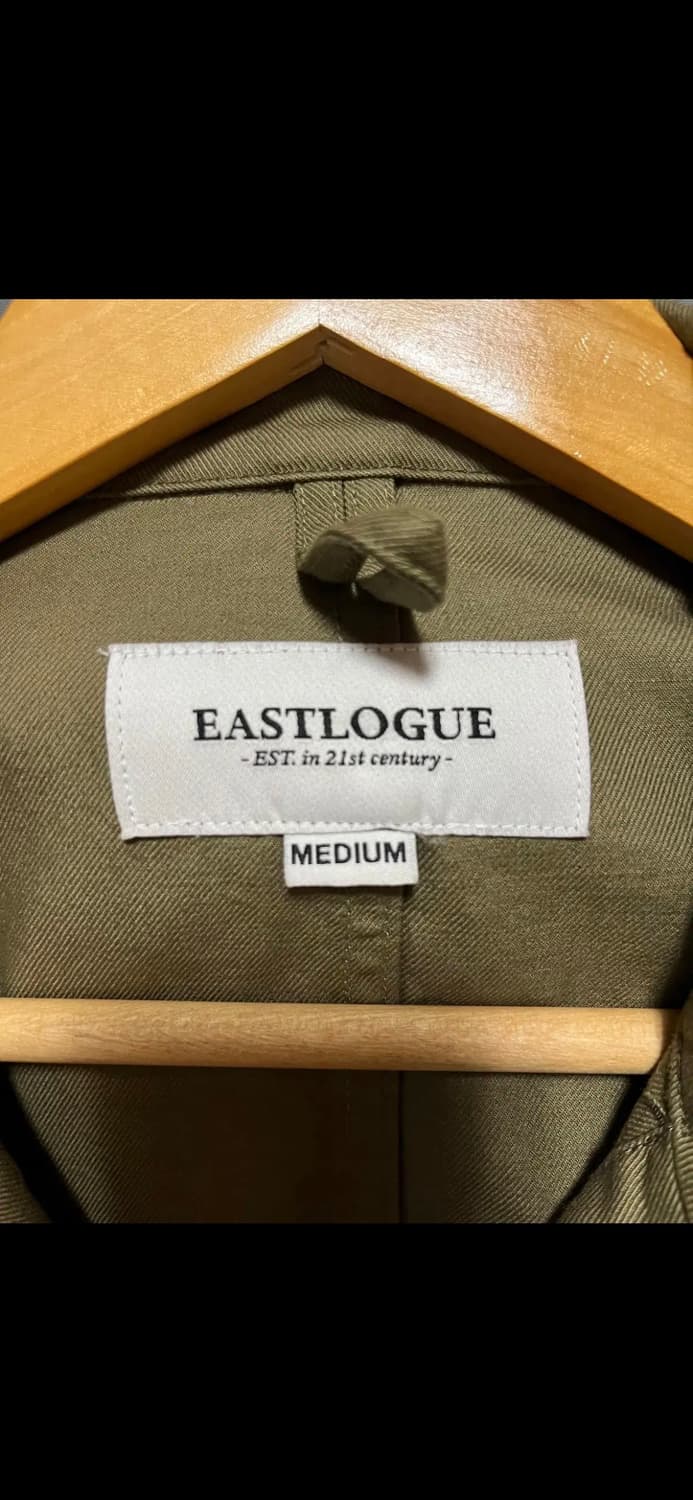 EASTLOGUE
- EST. in 21st century -
MEDIUM